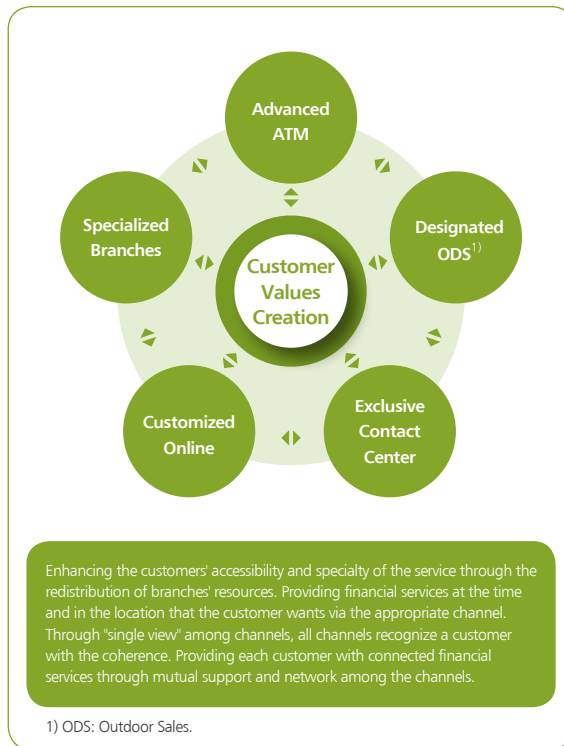 Advanced
ATM
Specialized
Branches
Designated
ODS1)
Customer
Values
Creation
Customized
Online
Exclusive
Contact
Center
Enhancing the customers' accessibility and specialty of the service through the
redistribution of branches' resources. Providing financial services at the time
and in the location that the customer wants via the appropriate channel.
Through "single view" among channels, all channels recognize a customer
with the coherence. Providing each customer with connected financial
services through mutual support and network among the channels.
1) ODS: Outdoor Sales.